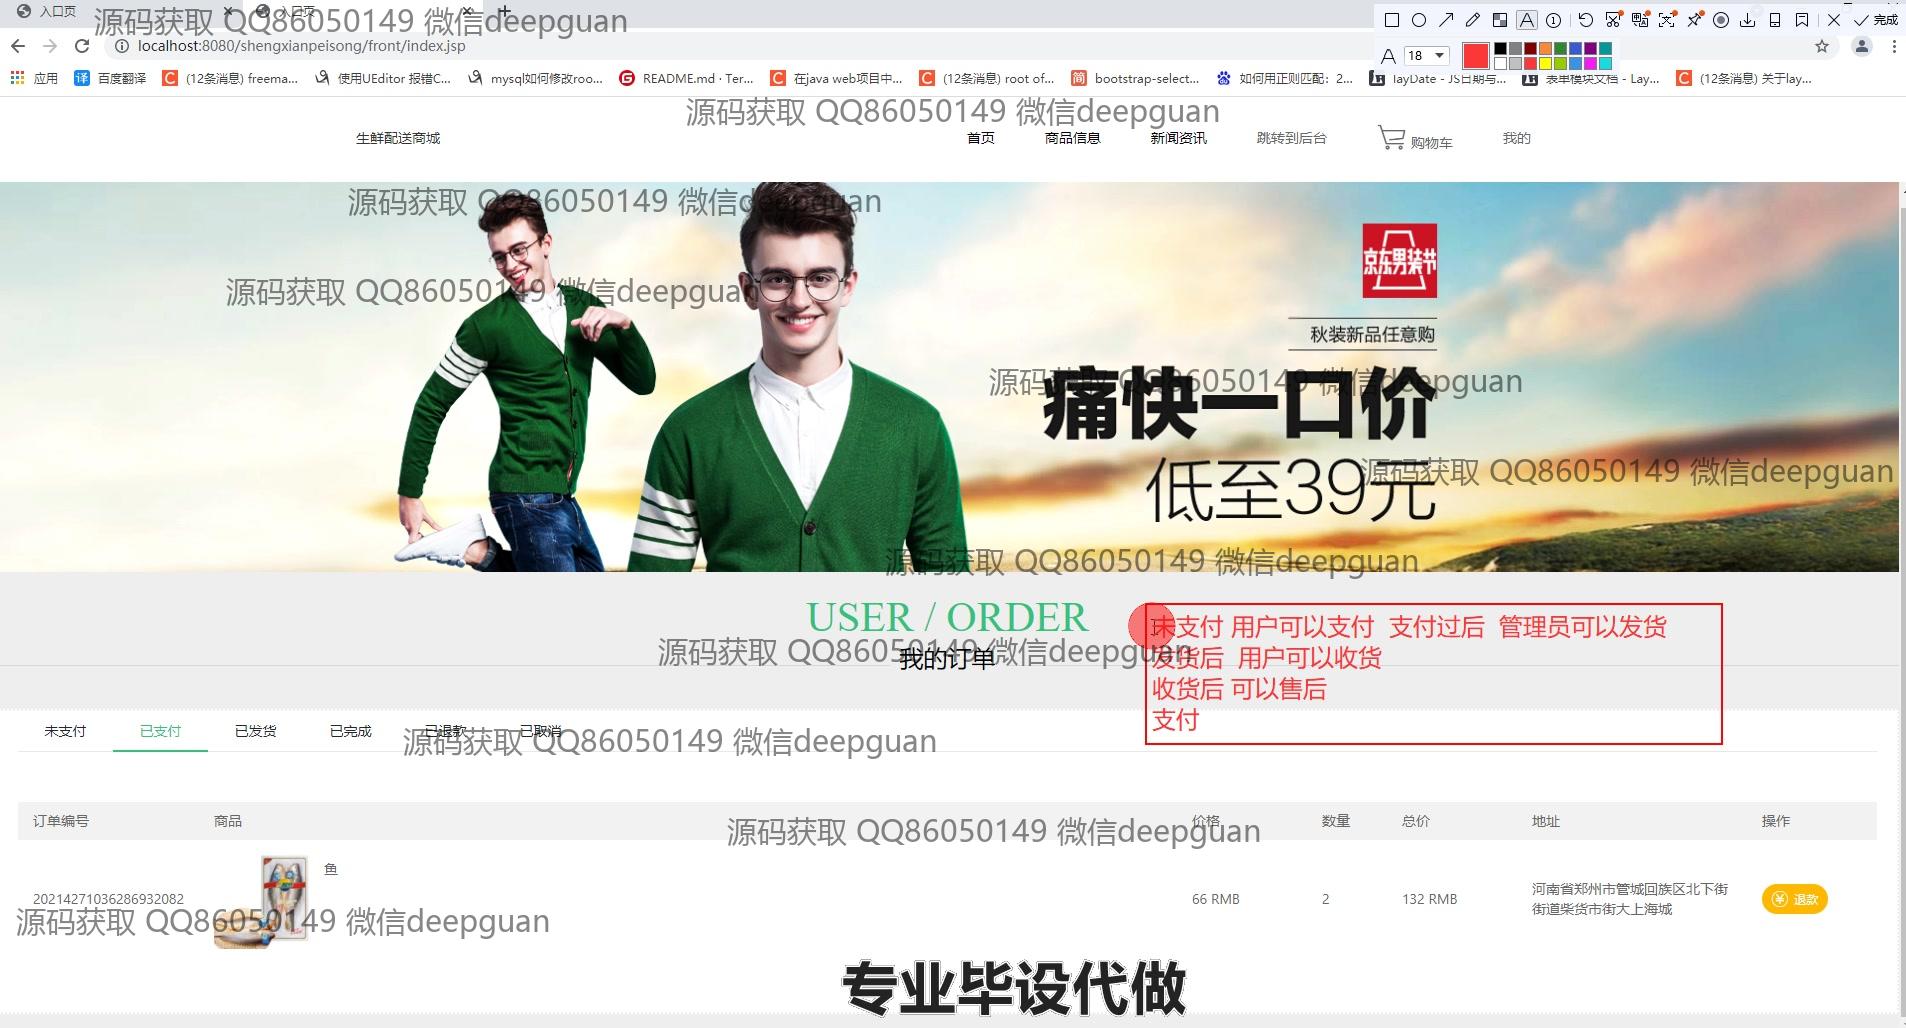 入口页
入口页
源码获取 QQ86050149 微信deepguan
完成
localhost:8080/shengxianpeisong/front/index.jsp
18
应用
百度翻译
(12条消息) freema...
使用UEditor 报错C...
mysql如何修改roo...
README.md · Ter...
在java web项目中...
(12条消息) root of...
bootstrap-select...
如何用正则匹配：2...
layDate - JS日期与...
表单模块文档 - Lay...
(12条消息) 关于lay...
源码获取 QQ86050149 微信deepguan
生鲜配送商城
首页
商品信息
新闻资讯
跳转到后台
购物车
我的
源码获取 QQ86050149 微信deepguan
京东男装节
源码获取 QQ86050149 微信deepguan
秋装新品任意购
源码获取 QQ86050149 微信deepguan
痛快一口价
源码获取 QQ86050149 微信deepguan
低至39元
源码获取 QQ86050149 微信deepguan
USER / ORDER
我的订单
源码获取 QQ86050149 微信deepguan
未支付 用户可以支付 支付过后 管理员可以发货
发货后 用户可以收货
收货后 可以售后
支付
未支付
已支付
已发货
已完成
已退款
已取消
源码获取 QQ86050149 微信deepguan
订单编号
商品
价格
数量
总价
地址
操作
源码获取 QQ86050149 微信deepguan
鱼
20214271036286932082
66 RMB
2
132 RMB
河南省郑州市管城回族区北下街
街道柴货市街大上海城
退款
源码获取 QQ86050149 微信deepguan
专业毕设代做